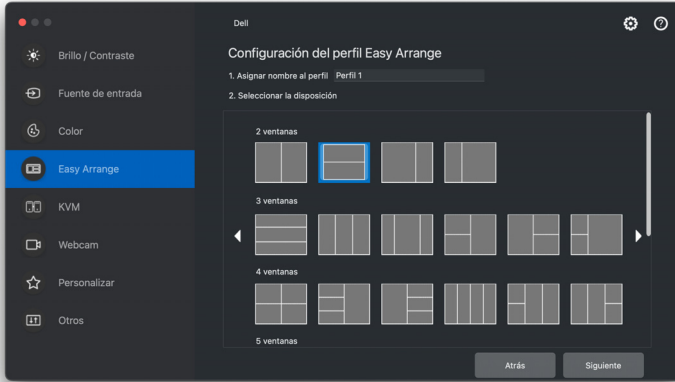 Dell
Brillo / Contraste
Fuente de entrada
Color
Easy Arrange
KVM
Webcam
Personalizar
Otros
Configuración del perfil Easy Arrange
1. Asignar nombre al perfil Perfil 1
2. Seleccionar la disposición
2 ventanas
3 ventanas
4 ventanas
5 ventanas
Atrás
Siguiente